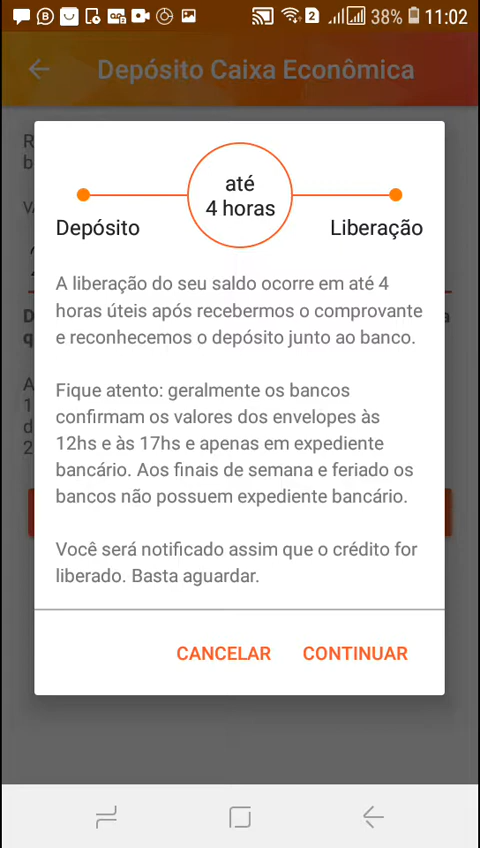 38% 11:02
Depósito Caixa Econômica
até
4 horas
Depósito
Liberação
A liberação do seu saldo ocorre em até 4
horas úteis após recebermos o comprovante
e reconhecemos o depósito junto ao banco.
Fique atento: geralmente os bancos
confirmam os valores dos envelopes às
12hs e às 17hs e apenas em expediente
bancário. Aos finais de semana e feriado os
bancos não possuem expediente bancário.
Você será notificado assim que o crédito for
liberado. Basta aguardar.
CANCELAR CONTINUAR